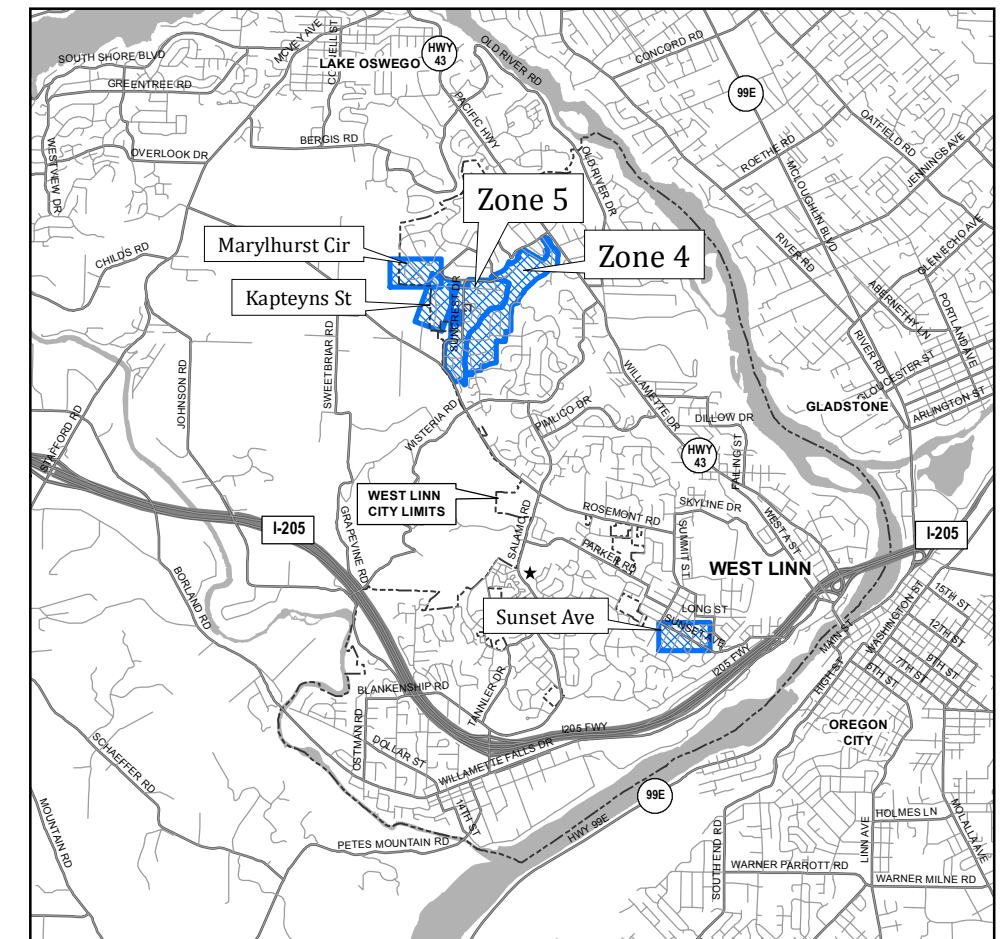 SOUTH SHORE BLVD
MCVEY AVE
LAKE OSWEGO
HWY
43
OLD RIVER RD
CONCORD RD
GREENTREE RD
PACIFIC HWY
99E
OATFIELD RD
WESTVIEW DR
OVERLOOK DR
BERGIS RD
OLD RIVER DR
ROETHE RD
MCLOUGHLIN BLVD
JENNINGS AVE
Zone 5
Marylhurst Cir
Zone 4
CHILDS RD
RIVER RD
GLEN ECHO AVE
Kapteyns St
SUNCREST DR
ABERNETHY LN
PORTLAND AVE
JOHNSON RD
SWEETBRIAR RD
RIVER RD
GLOUCESTER ST
WILLAMETTE DR
GLADSTONE
ARLINGTON ST
STAFFORD RD
WISTERIA RD
PIMLICO DR
DILLOW DR
HWY
43
FAILING ST
WEST LINN
CITY LIMITS
ROSEMONT RD
SKYLINE DR
WEST A ST
I-205
GRAPEVINE RD
SALAMO RD
PARKER RD
SUMMIT ST
I-205
WEST LINN
BORLAND RD
Sunset Ave
LONG ST
SUNSET AVE
I205 FWY
MAIN ST
WASHINGTON ST
15TH ST
12TH ST
9TH ST
7TH ST
6TH ST
HIGH ST
BLANKENSHIP RD
TANNLER DR
I205 FWY
OREGON
CITY
OSTMAN RD
DOLLAR ST
WILLAMETTE FALLS DR
SCHAEFFER RD
14TH ST
99E
HWY 99E
MOUNTAIN RD
PETES MOUNTAIN RD
SOUTH END RD
LINN AVE
HOLMES LN
MOLALLA AVE
WARNER PARROTT RD
WARNER MILNE RD